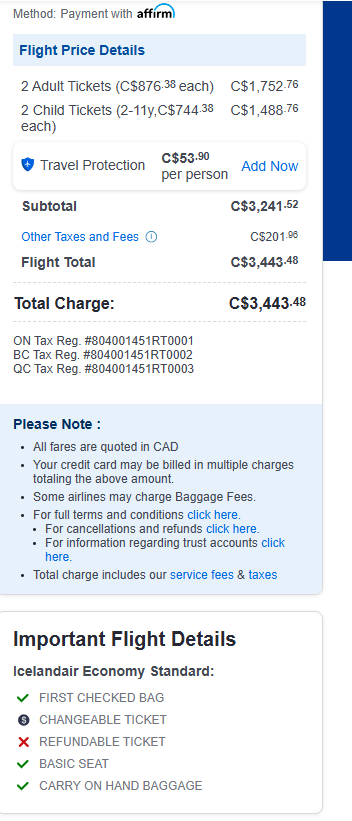 Method: Payment with affirm
Flight Price Details
2 Adult Tickets (C$876.38 each) C$1,752.76
2 Child Tickets (2-11y,C$744.38 C$1,488.76
each)
Travel Protection C$53.90 per person Add Now
Subtotal C$3,241.52
Other Taxes and Fees C$201.96
Flight Total C$3,443.48
Total Charge: C$3,443.48
ON Tax Reg. #804001451RT0001
BC Tax Reg. #804001451RT0002
QC Tax Reg. #804001451RT0003
Please Note :
• All fares are quoted in CAD
• Your credit card may be billed in multiple charges
totaling the above amount.
• Some airlines may charge Baggage Fees.
• For full terms and conditions click here.
• For cancellations and refunds click here.
• For information regarding trust accounts click
here.
• Total charge includes our service fees & taxes
Important Flight Details
Icelandair Economy Standard:
FIRST CHECKED BAG
CHANGEABLE TICKET
REFUNDABLE TICKET
BASIC SEAT
CARRY ON HAND BAGGAGE